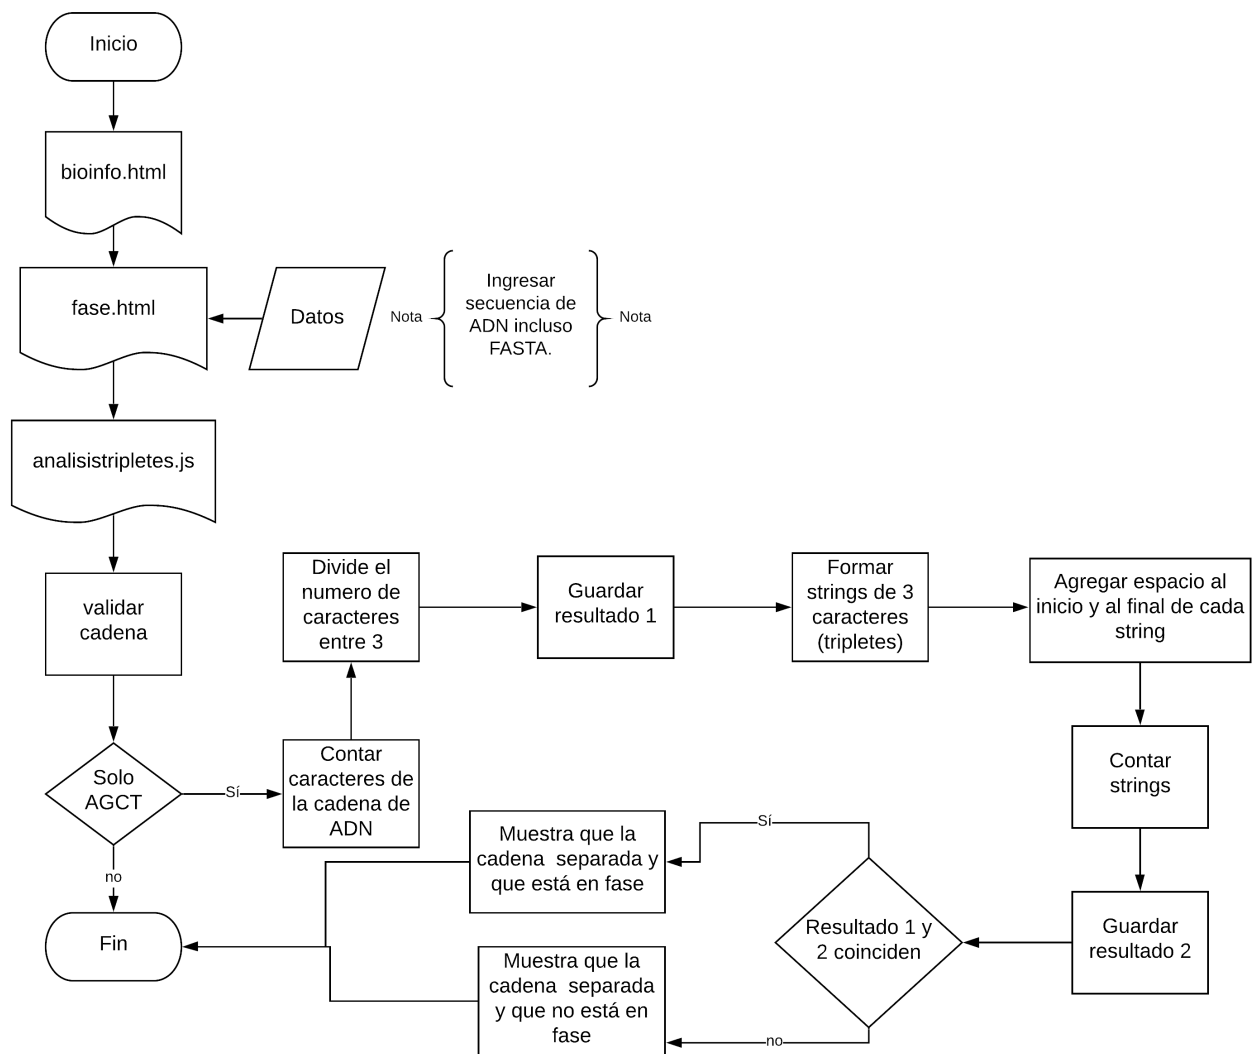 Inicio
bioinfo.html
fase.html
Datos
Nota
Ingresar
secuencia de
ADN incluso
FASTA.
Nota
analisistripletes.js
validar
cadena
Solo
AGCT
Sí
no
Fin
Contar
caracteres de
la cadena de
ADN
Divide el
numero de
caracteres
entre 3
Guardar
resultado 1
Formar
strings de 3
caracteres
(tripletes)
Agregar espacio al
inicio y al final de cada
string
Contar
strings
Guardar
resultado 2
Resultado 1 y
2 coinciden
Sí
no
Muestra que la
cadena separada y
que está en fase
Muestra que la
cadena separada
y que no está en
fase